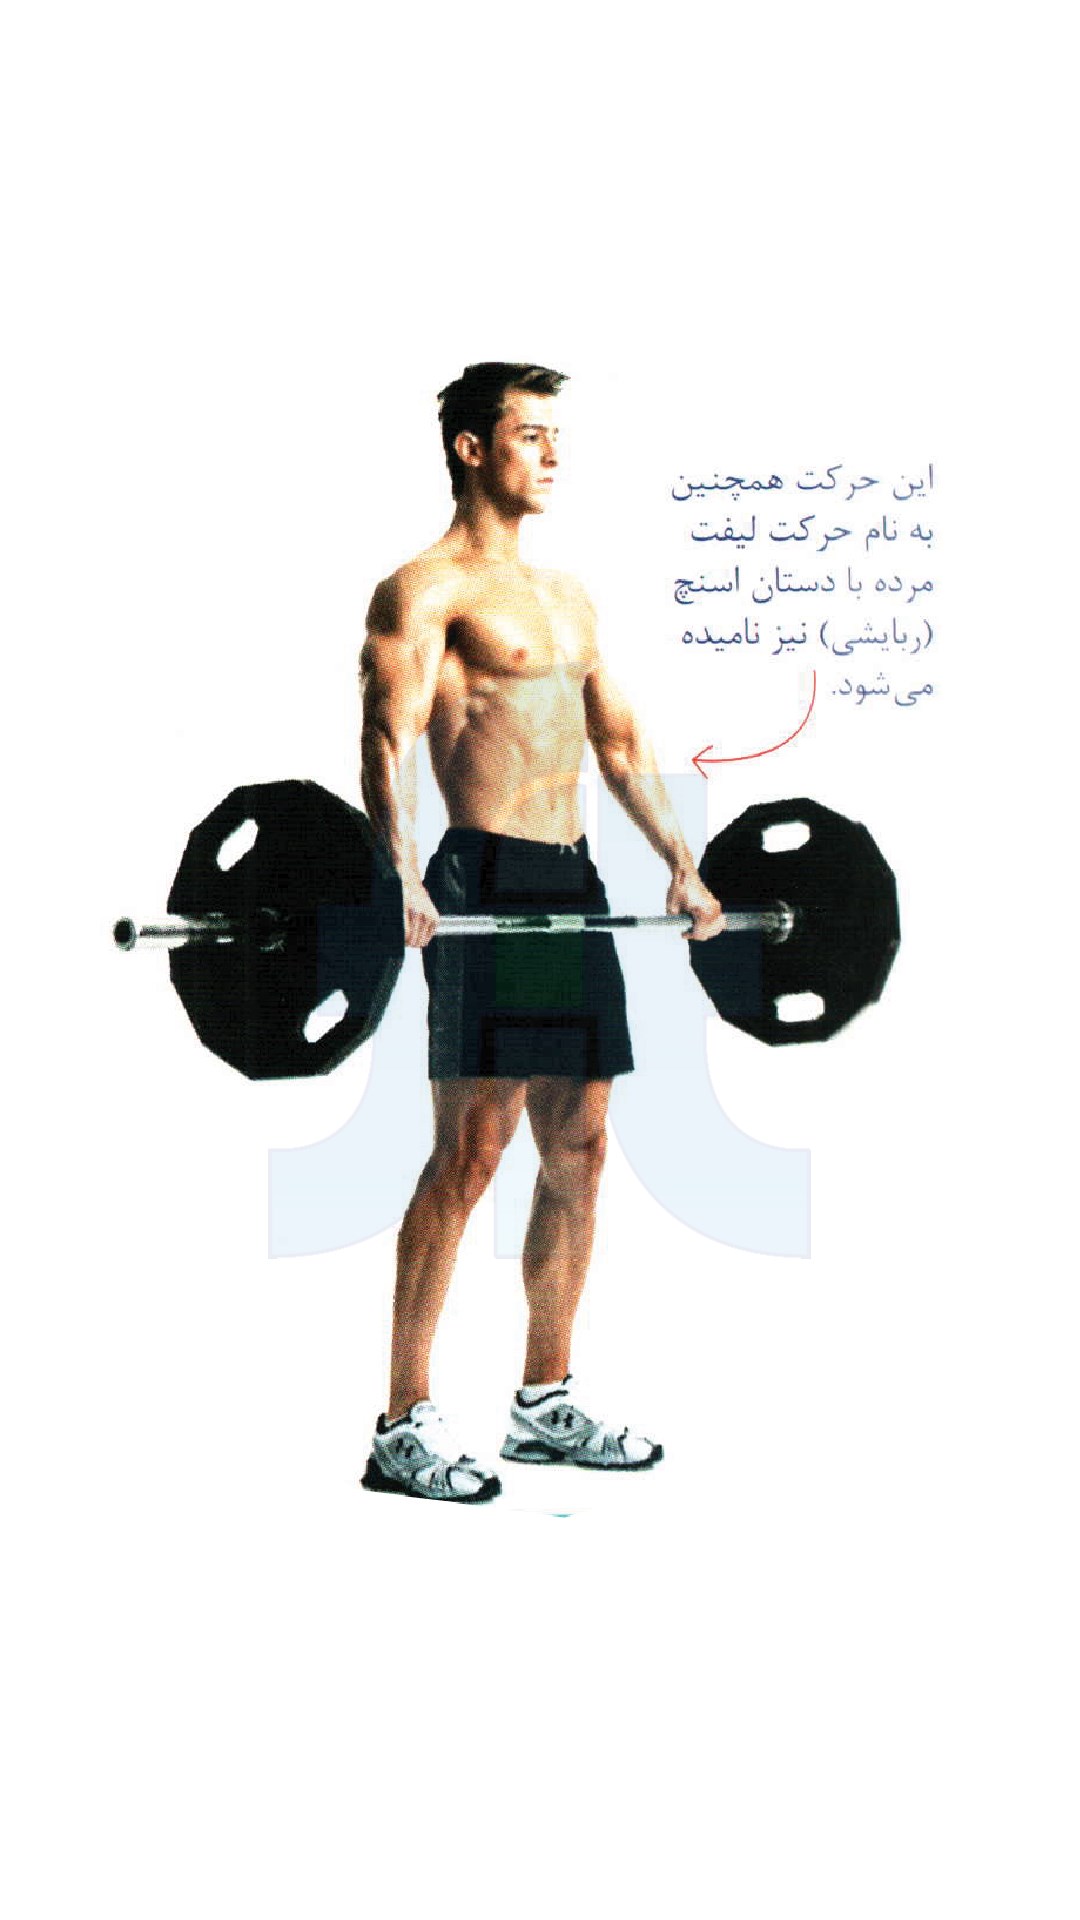 این حرکت همچنین
به نام حرکت لیفت
مرده با دستان اسنچ
(ربایشی) نیز نامیده
می‌شود.